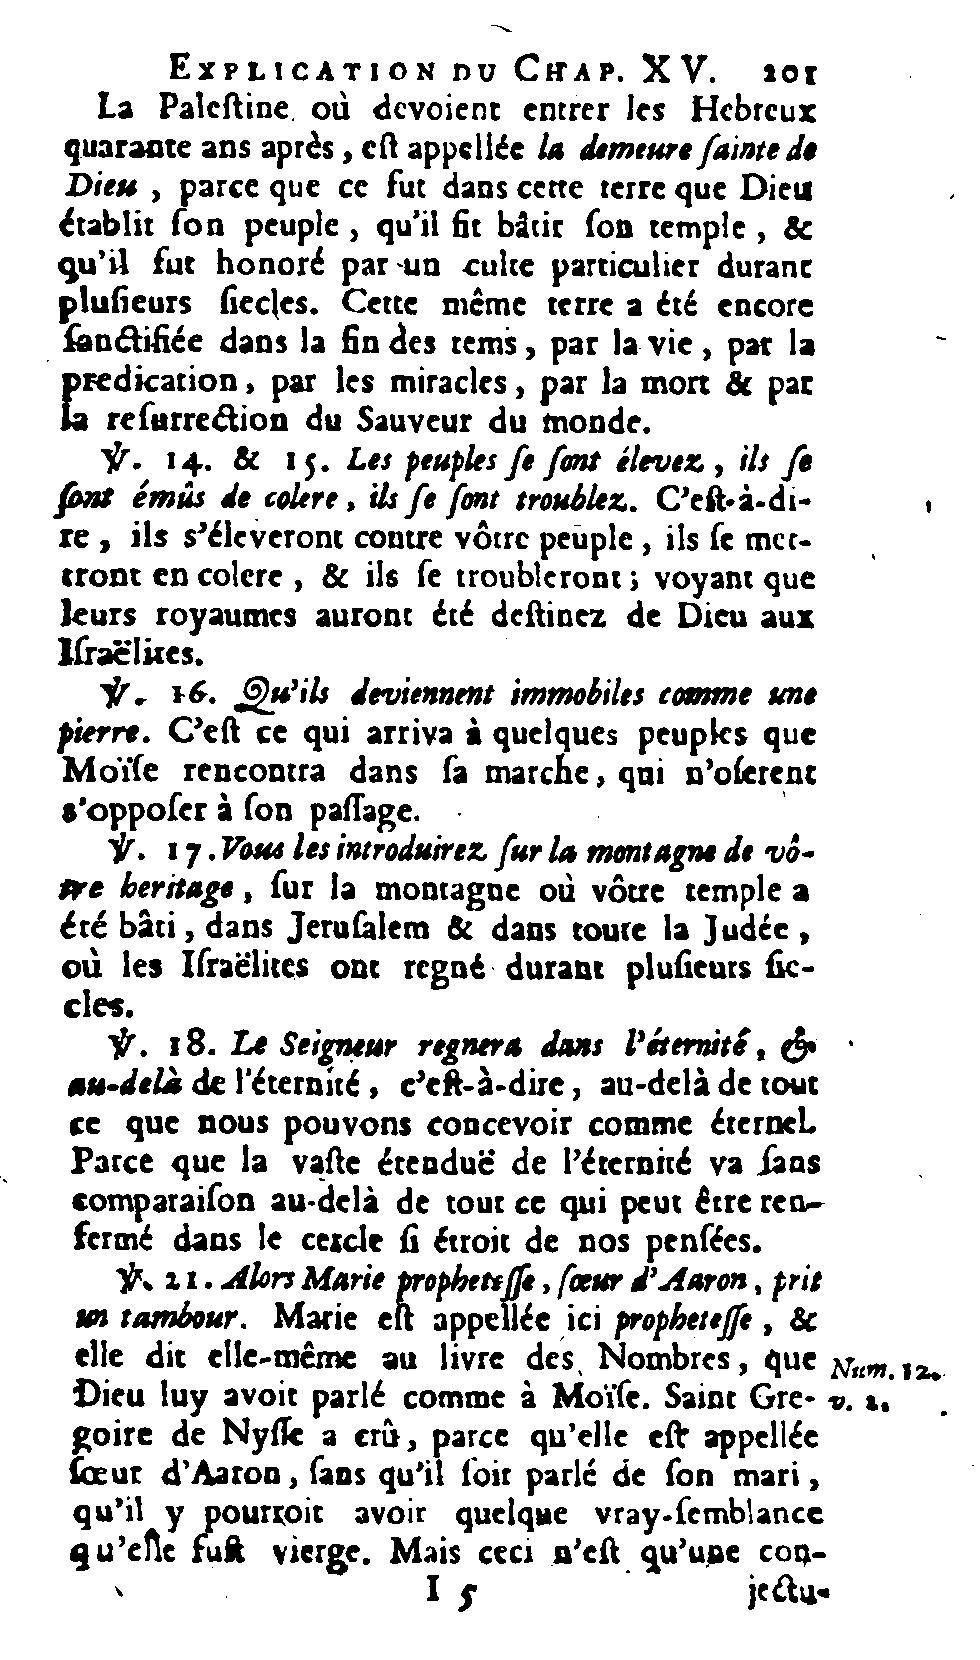 EXPLICATION DU CHAP. XV. 201
La Paleſtine où devoient entrer les Hebreux
quarante ans après, eſt appellée la demeure ſainte de
Dieu, parce que ce fut dans cette terre que Dieu
établit ſon peuple, qu'il fit bâtir ſon temple, &
qu'il fut honoré par un culte particulier durant
pluſieurs ſiecles. Cette même terre a été encore
ſanctifiée dans la fin des tems, par la vie, par la
predication, par les miracles, par la mort & par
la reſurrection du Sauveur du monde.
℣. 14. & 15. Les peuples ſe ſont élevez, ils ſe
ſont émûs de colere, ils ſe ſont troublez. C'eſt-à-di-
re, ils s'éleveront contre vôtre peuple, ils ſe met-
tront en colere, & ils ſe troubleront; voyant que
leurs royaumes auront été deſtinez de Dieu aux
Iſraëlites.
℣. 16. Qu'ils deviennent immobiles comme une
pierre. C'eſt ce qui arriva à quelques peuples que
Moïſe rencontra dans ſa marche, qui n'oſerent
s'oppoſer à ſon paſſage.
℣. 17. Vous les introduirez ſur la montagne de vô-
tre heritage, ſur la montagne où vôtre temple a
été bâti, dans Jeruſalem & dans toute la Judée,
où les Iſraëlites ont regné durant pluſieurs ſie-
cles.
℣. 18. Le Seigneur regnera dans l'éternité, &
au-delà de l'éternité, c'eſt-à-dire, au-delà de tout
ce que nous pouvons concevoir comme éternel.
Parce que la vaſte étenduë de l'éternité va ſans
comparaiſon au-delà de tout ce qui peut être ren-
fermé dans le cercle ſi étroit de nos penſées.
℣. 21. Alors Marie propheteſſe, ſœur d'Aaron, prit
un tambour. Marie eſt appellée ici propheteſſe, &
elle dit elle-même au livre des Nombres, que
Num. 12.
Dieu luy avoit parlé comme à Moïſe. Saint Gre-
v. 2.
goire de Nyſſe a crû, parce qu'elle eſt appellée
ſœur d'Aaron, ſans qu'il ſoit parlé de ſon mari,
qu'il y pourroit avoir quelque vray-ſemblance
qu'elle fuſt vierge. Mais ceci n'eſt qu'une con-
I 5 jectu-